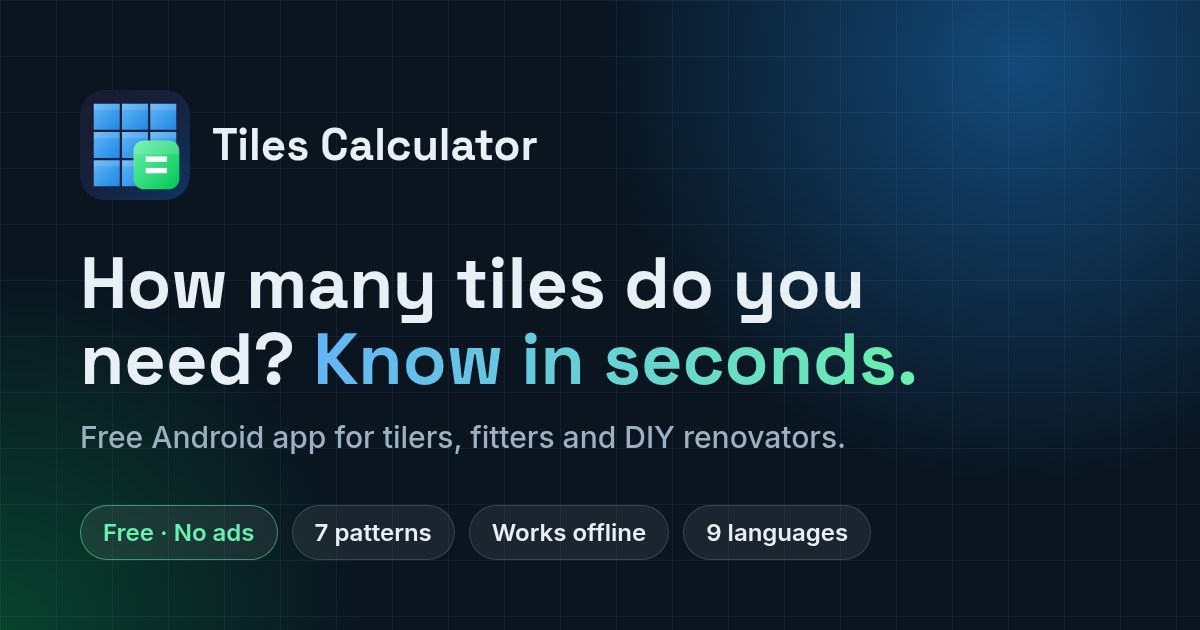 Tiles Calculator
How many tiles do you
need? Know in seconds.
Free Android app for tilers, fitters and DIY renovators.
Free · No ads
7 patterns
Works offline
9 languages